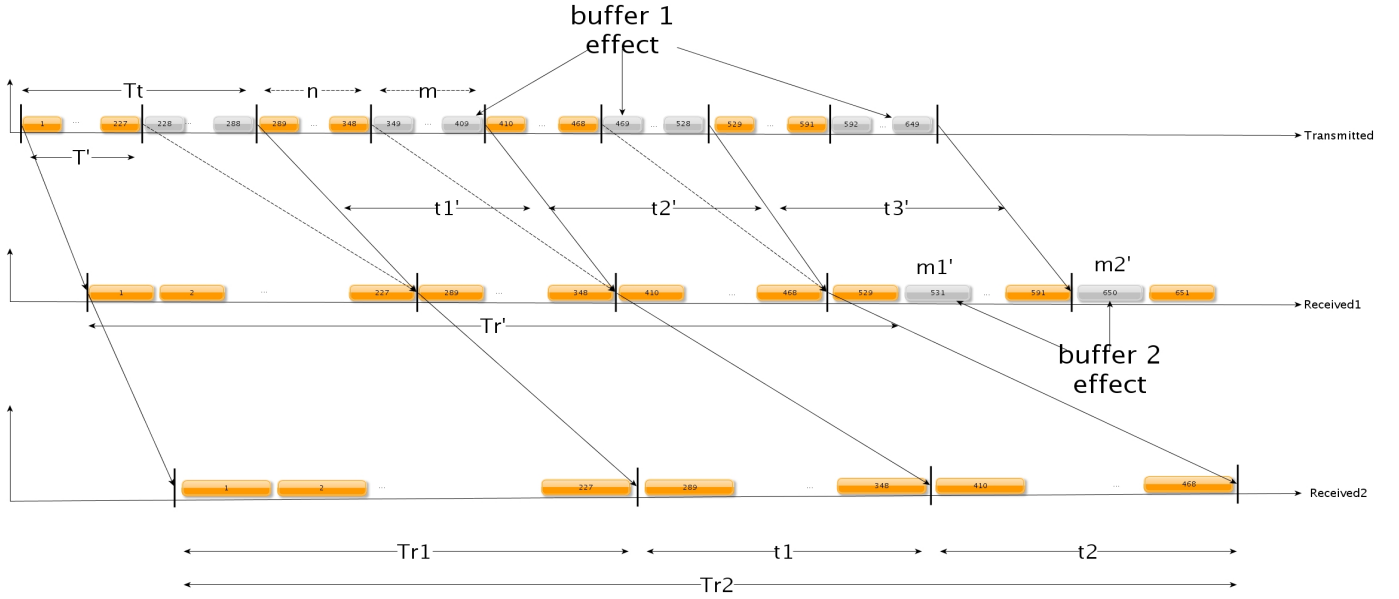 buffer 1
effect
Tt
n
m
1 ... 227 228 ... 288 289 ... 348 349 ... 409 410 ... 468 469 ... 528 529 ... 591 592 ... 649
Transmitted
T'
t1'
t2'
t3'
m1'
m2'
1 2 ... 227 289 ... 348 410 ... 468 529 531 ... 591 650 651
Received1
Tr'
buffer 2
effect
1 2 ... 227 289 ... 348 410 ... 468
Received2
Tr1
t1
t2
Tr2